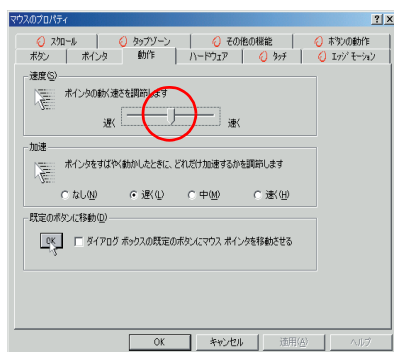 マウスのプロパティ
スクロール タップゾーン その他の機能 ボタンの動作
ボタン ポインタ 動作 ハードウェア タッチ エッジ モーション
速度(S)
ポインタの動く速さを調節します
遅く 速く
加速
ポインタをすばやく動かしたときに、どれだけ加速するかを調節します
なし(N) 遅く(L) 中(M) 速く(H)
既定のボタンに移動(D)
OK ダイアログ ボックスの既定のボタンにマウス ポインタを移動させる
OK キャンセル 適用(A) ヘルプ